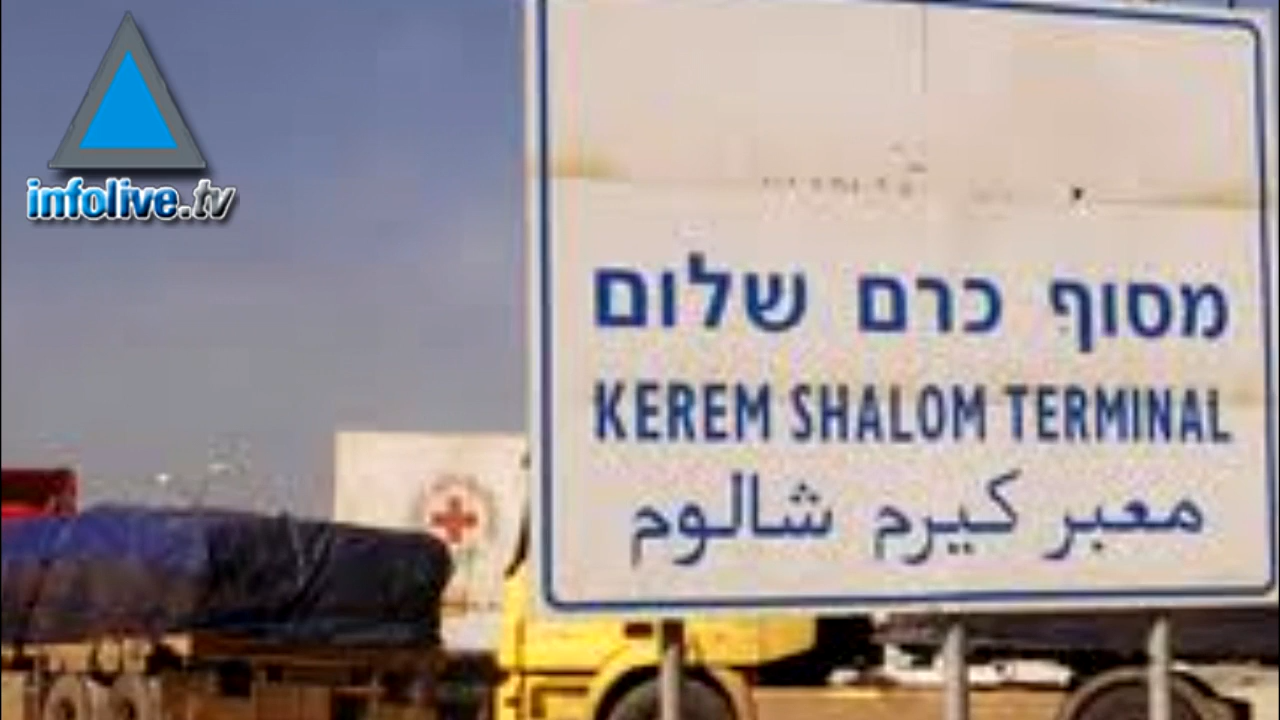 infolive.tv
מסוף כרם שלום
KEREM SHALOM TERMINAL
معبر كيرم شالوم